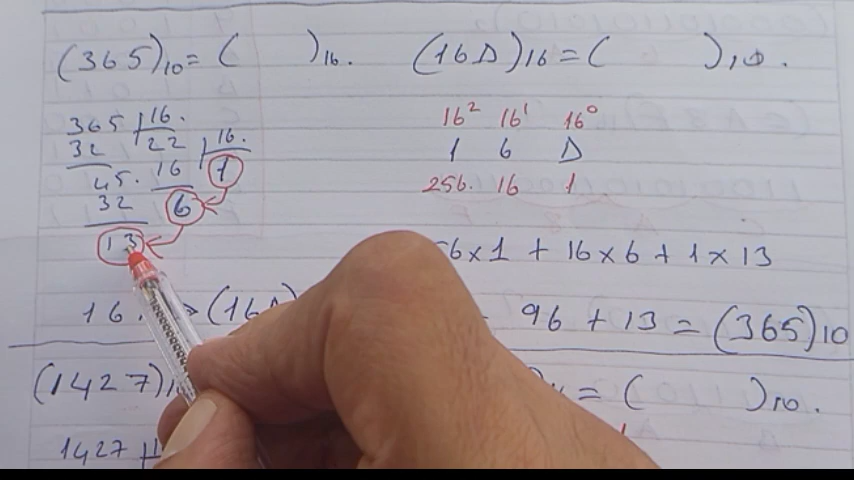 (365)₁₀ = ( )₁₆. (16D)₁₆ = ( )₁₀.
365 16.
32 22 16.
45. 16 1
32 6
13
16² 16¹ 16⁰
1 6 D
256. 16 1
6x1 + 16x6 + 1x13
16 (16
96 + 13 = (365)₁₀
(1427) = ( )₁₀.
1427